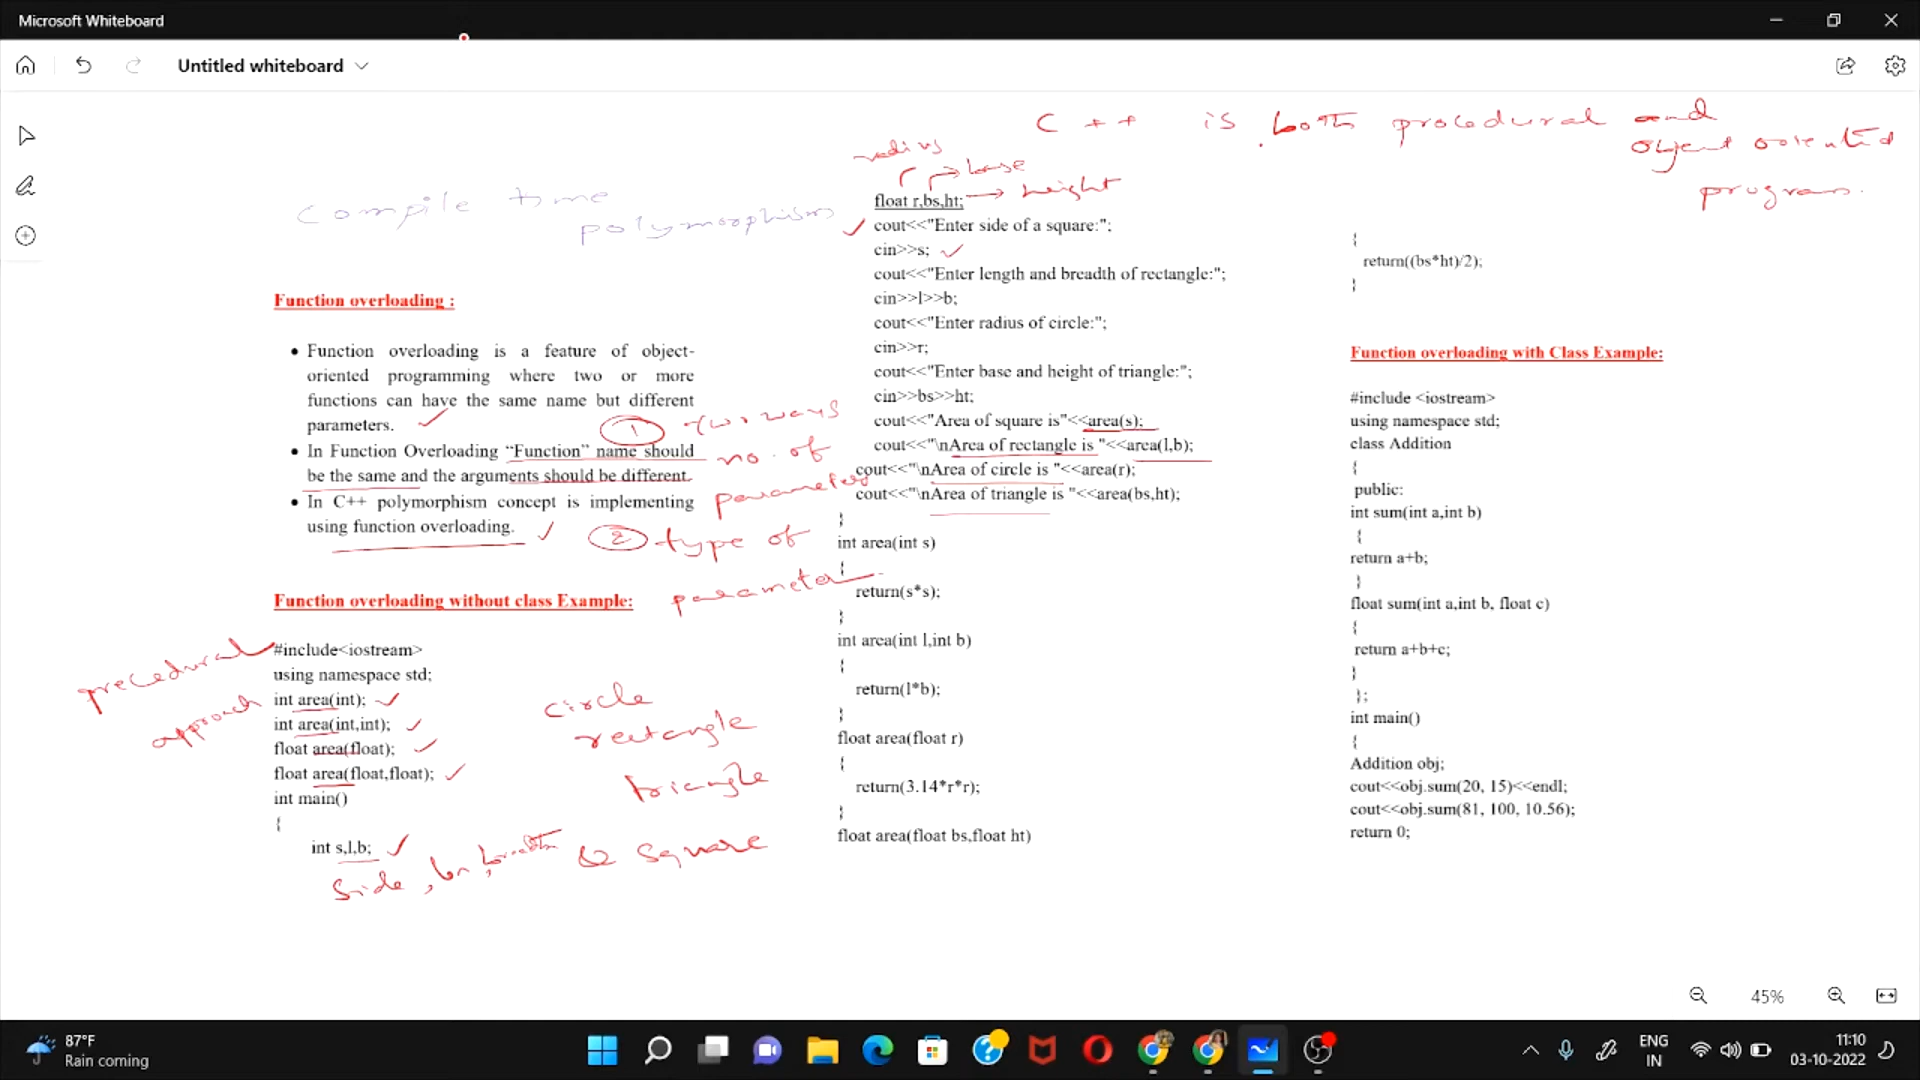 Microsoft Whiteboard
Untitled whiteboard
C++ is both procedural and
object oriented
program.
compile time
polymorphism
Function overloading :
• Function overloading is a feature of object-
oriented programming where two or more
functions can have the same name but different
parameters.
• In Function Overloading “Function” name should
be the same and the arguments should be different.
• In C++ polymorphism concept is implementing
using function overloading.
1 two ways
no. of
parameters
2 type of
parameter
Function overloading without class Example:
procedural
approach
#include<iostream>
using namespace std;
int area(int);
int area(int,int);
float area(float);
float area(float,float);
int main()
{
int s,l,b;
side, breadth
circle
rectangle
triangle
& square
radius
r base
height
float r,bs,ht;
cout<<"Enter side of a square:";
cin>>s;
cout<<"Enter length and breadth of rectangle:";
cin>>l>>b;
cout<<"Enter radius of circle:";
cin>>r;
cout<<"Enter base and height of triangle:";
cin>>bs>>ht;
cout<<"Area of square is"<<area(s);
cout<<"\nArea of rectangle is "<<area(l,b);
cout<<"\nArea of circle is "<<area(r);
cout<<"\nArea of triangle is "<<area(bs,ht);
}
int area(int s)
{
return(s*s);
}
int area(int l,int b)
{
return(l*b);
}
float area(float r)
{
return(3.14*r*r);
}
float area(float bs,float ht)
{
return((bs*ht)/2);
}
Function overloading with Class Example:
#include <iostream>
using namespace std;
class Addition
{
public:
int sum(int a,int b)
{
return a+b;
}
float sum(int a,int b, float c)
{
return a+b+c;
}
};
int main()
{
Addition obj;
cout<<obj.sum(20, 15)<<endl;
cout<<obj.sum(81, 100, 10.56);
return 0;
45%
87°F
Rain coming
ENG
IN
11:10
03-10-2022